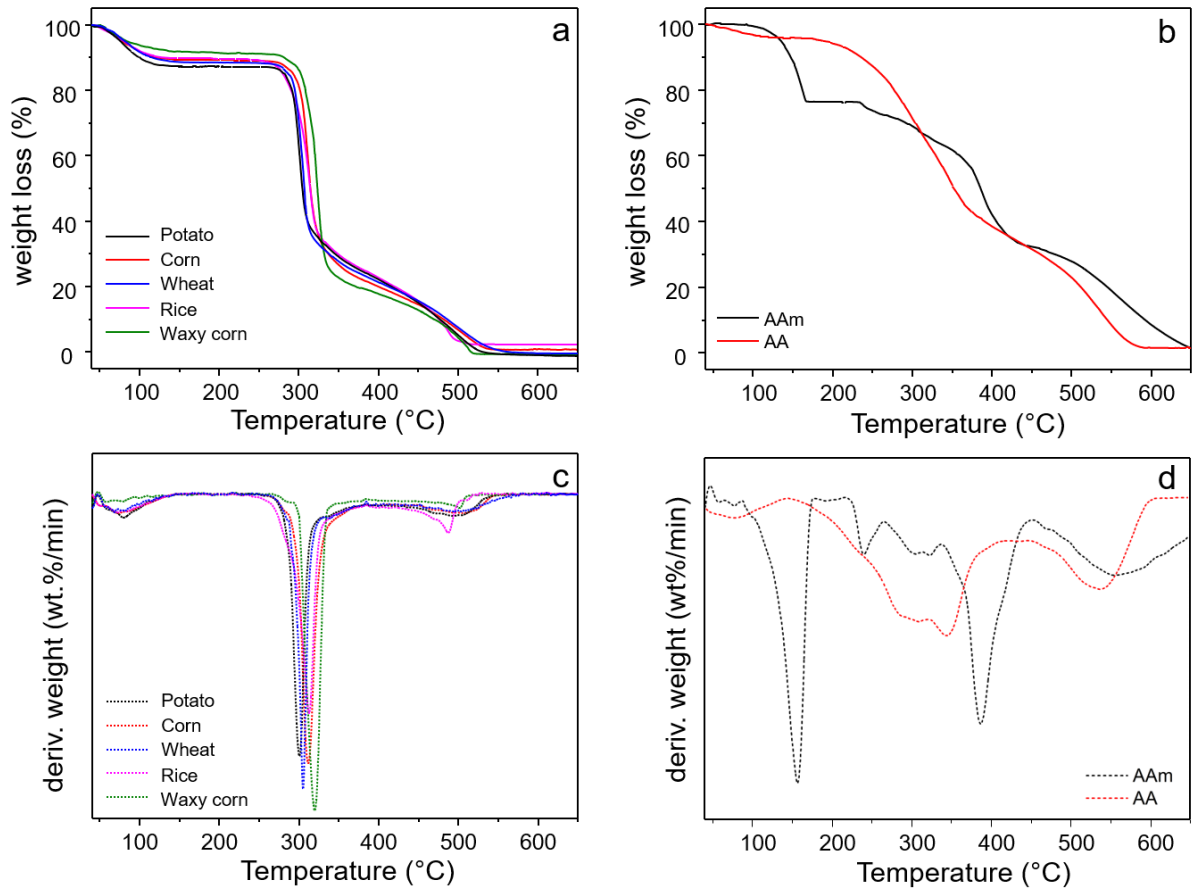 a
100
80
60
40
20
0
weight loss (%)
Potato
Corn
Wheat
Rice
Waxy corn
100 200 300 400 500 600
Temperature (°C)
b
100
80
60
40
20
0
weight loss (%)
AAm
AA
100 200 300 400 500 600
Temperature (°C)
c
deriv. weight (wt.%/min)
Potato
Corn
Wheat
Rice
Waxy corn
100 200 300 400 500 600
Temperature (°C)
d
deriv. weight (wt%/min)
AAm
AA
100 200 300 400 500 600
Temperature (°C)